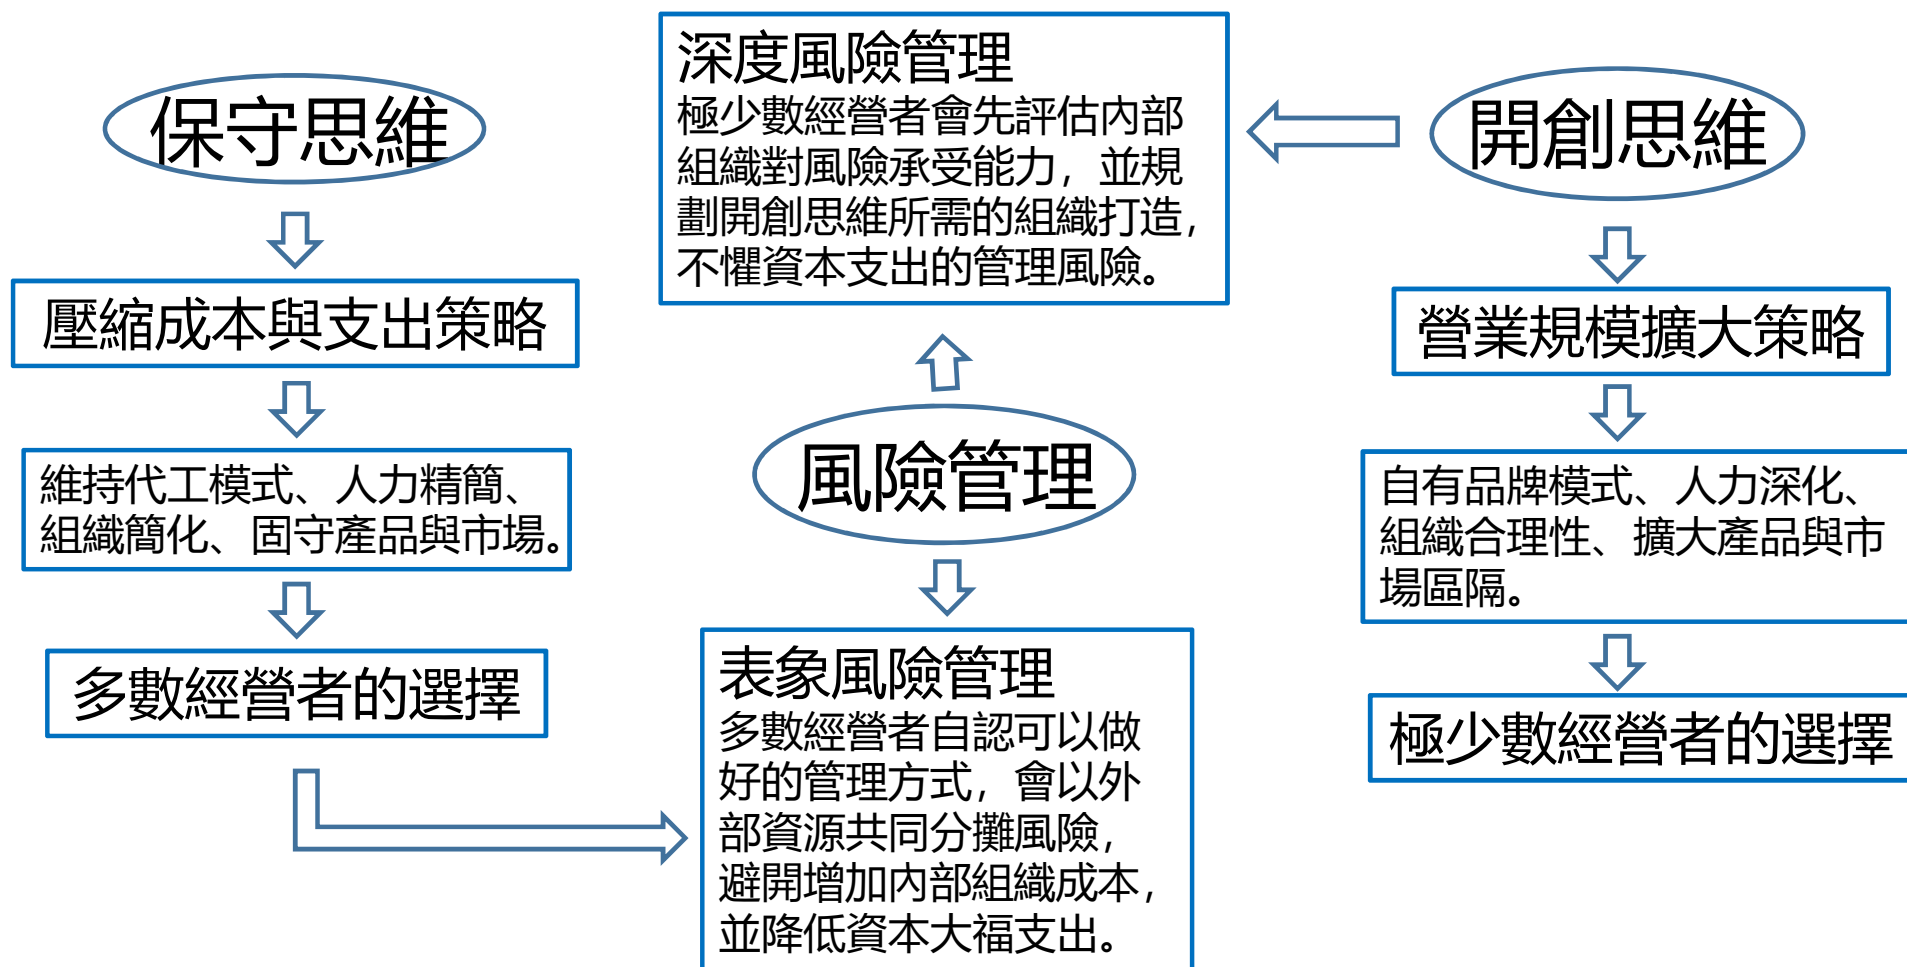 保守思維
壓縮成本與支出策略
維持代工模式、人力精簡、
組織簡化、固守產品與市場。
多數經營者的選擇
深度風險管理
極少數經營者會先評估內部
組織對風險承受能力，並規
劃開創思維所需的組織打造，
不懼資本支出的管理風險。
風險管理
表象風險管理
多數經營者自認可以做
好的管理方式，會以外
部資源共同分攤風險，
避開增加內部組織成本，
並降低資本大福支出。
開創思維
營業規模擴大策略
自有品牌模式、人力深化、
組織合理性、擴大產品與市
場區隔。
極少數經營者的選擇